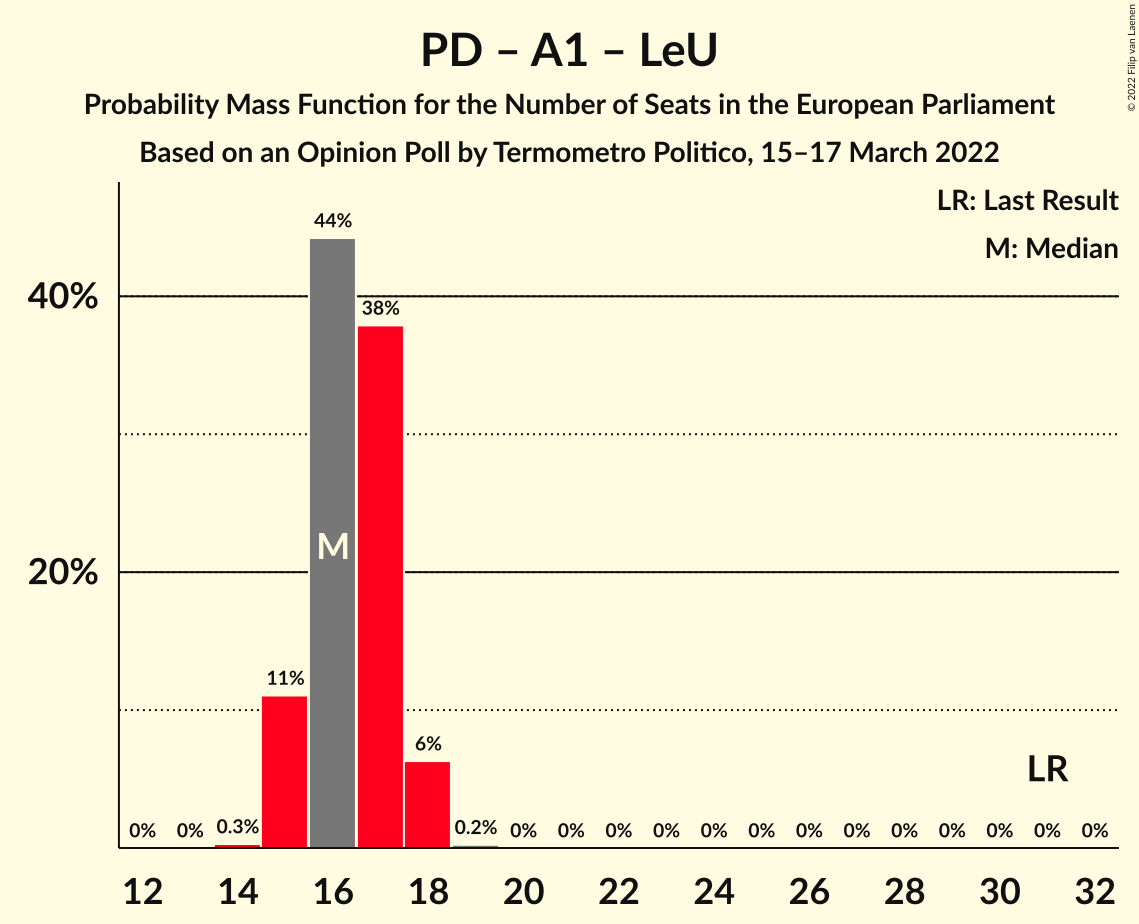 PD – A1 – LeU
Probability Mass Function for the Number of Seats in the European Parliament
Based on an Opinion Poll by Termometro Politico, 15–17 March 2022
© 2022 Filip van Laenen
LR: Last Result
M: Median
40%
20%
0% 0% 0.3% 11% 44% 38% 6% 0.2% 0% 0% 0% 0% 0% 0% 0% 0% 0% 0% 0% 0% 0%
M
LR
12 14 16 18 20 22 24 26 28 30 32